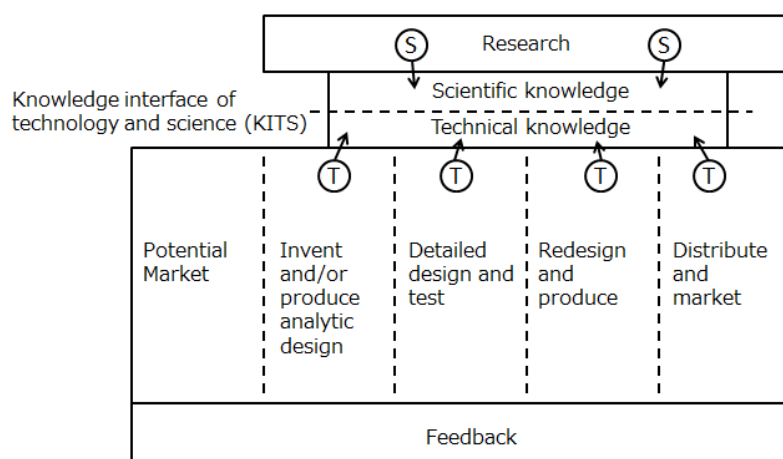 S
Research
S
Scientific knowledge
Knowledge interface of
technology and science (KITS)
Technical knowledge
T
T
T
T
Potential
Market
Invent
and/or
produce
analytic
design
Detailed
design and
test
Redesign
and
produce
Distribute
and
market
Feedback